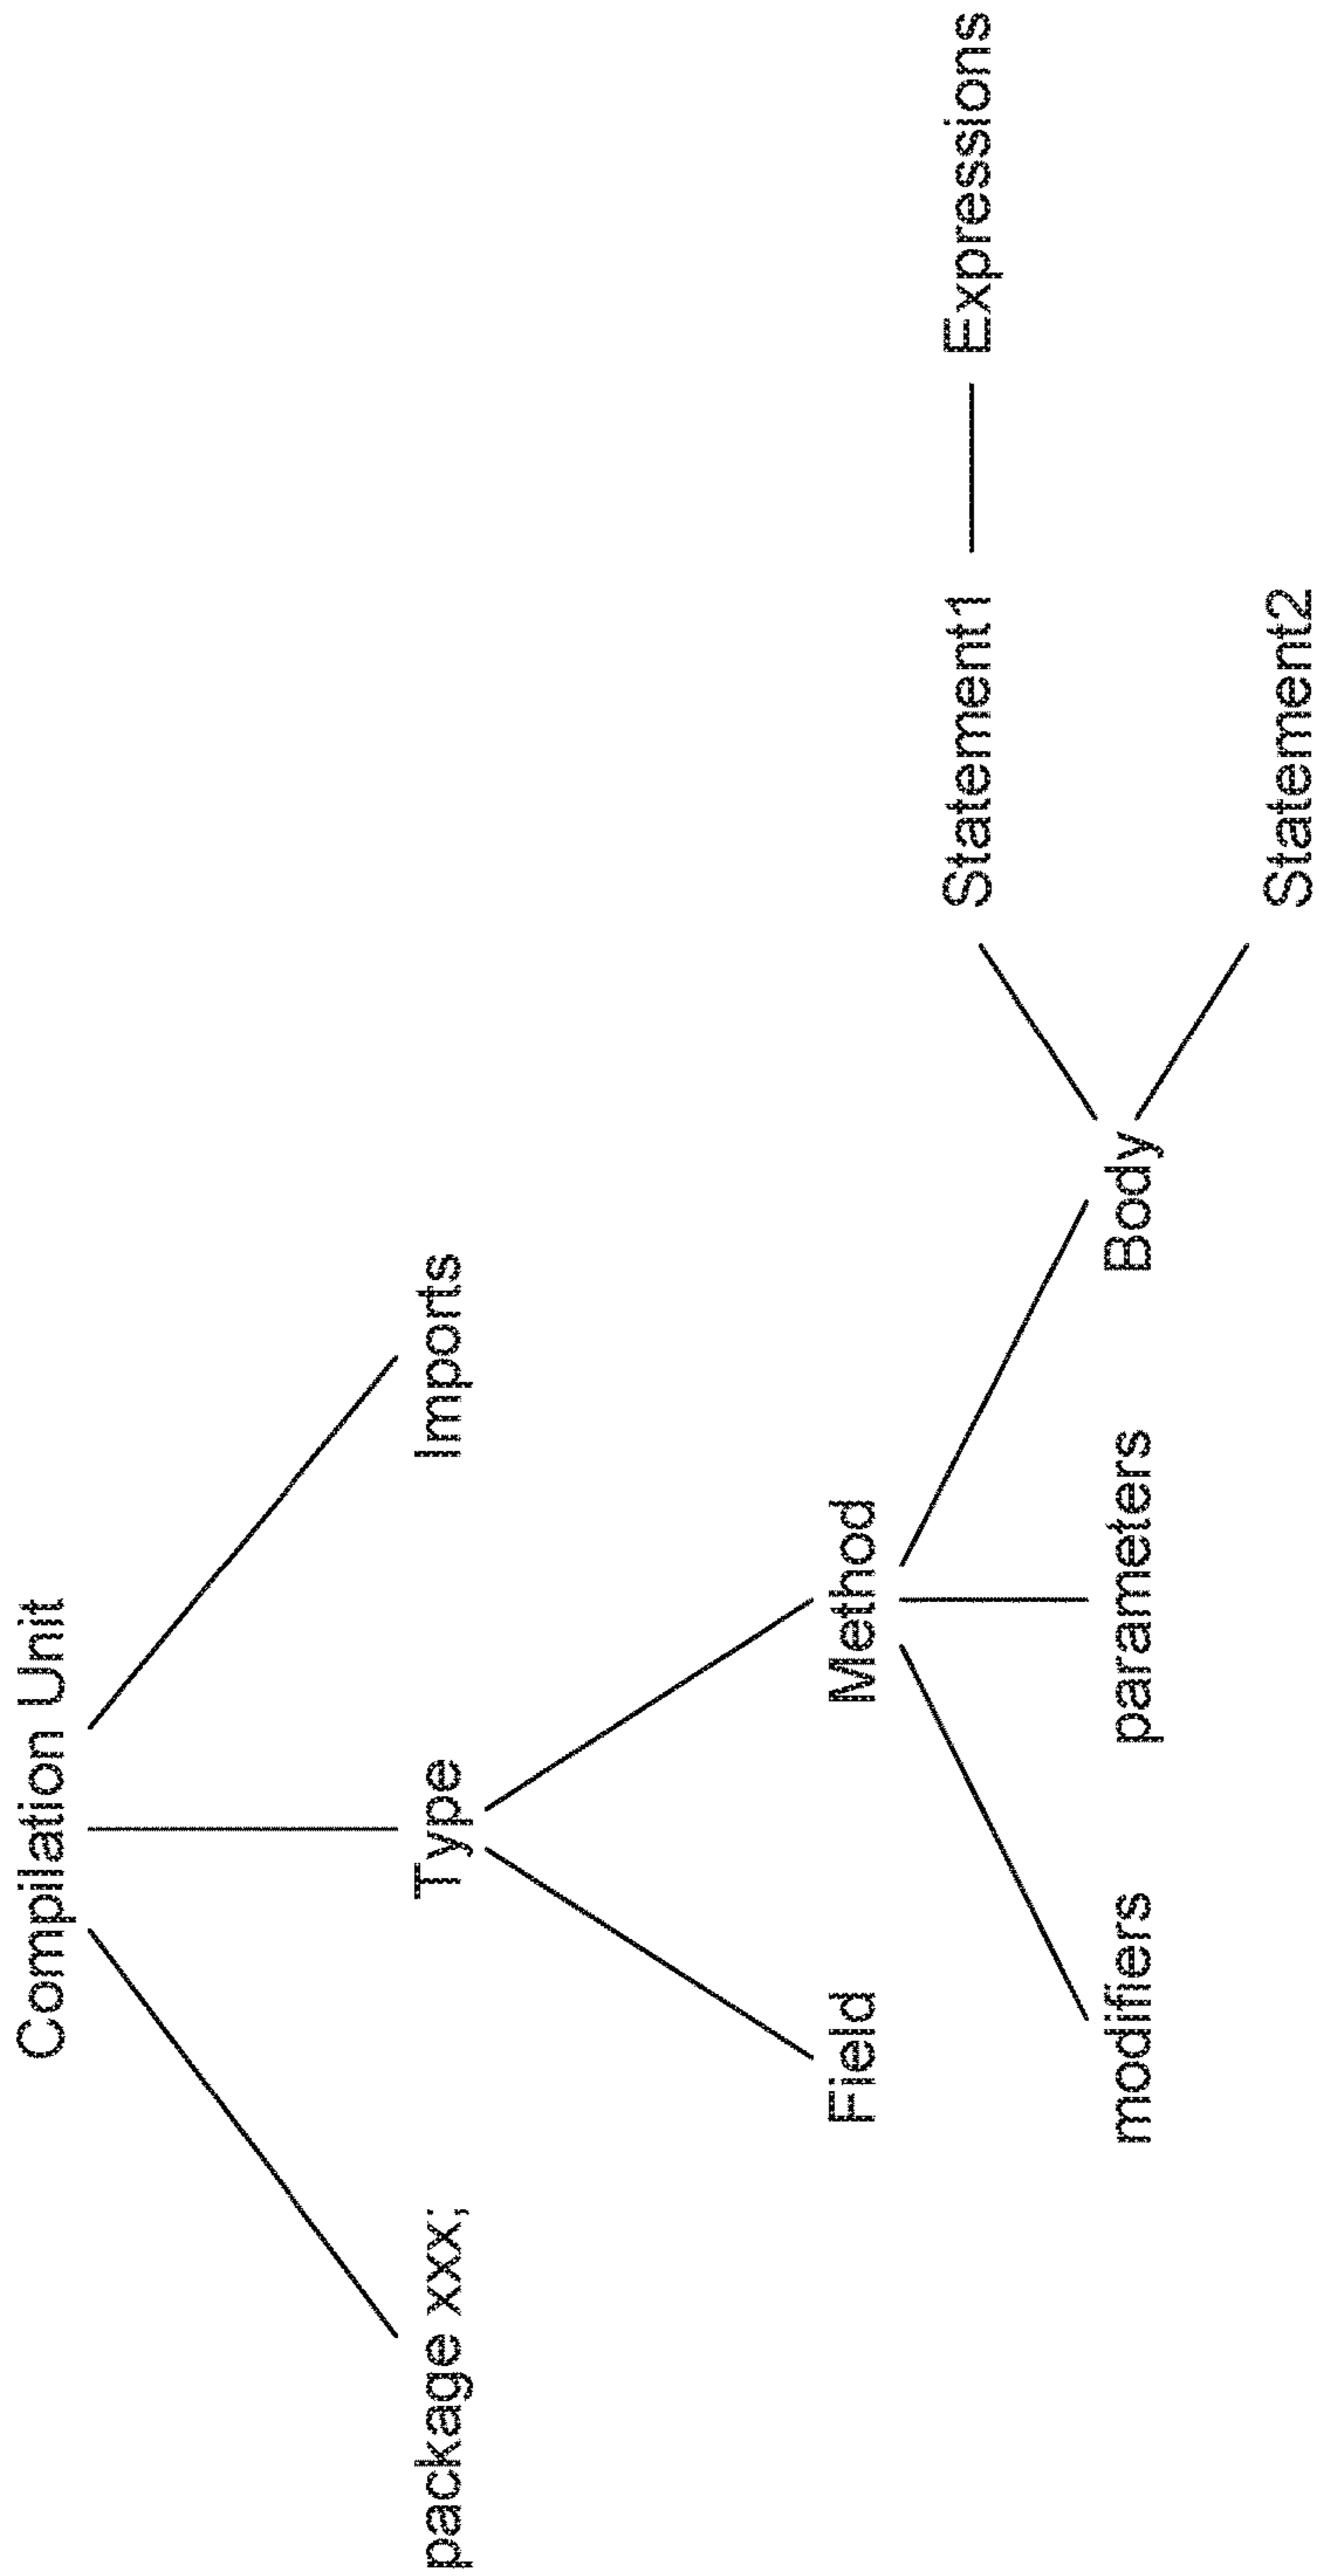 Compilation Unit
package xxx;
Type
Imports
Field
Method
modifiers
parameters
Body
Statement1
Expressions
Statement2